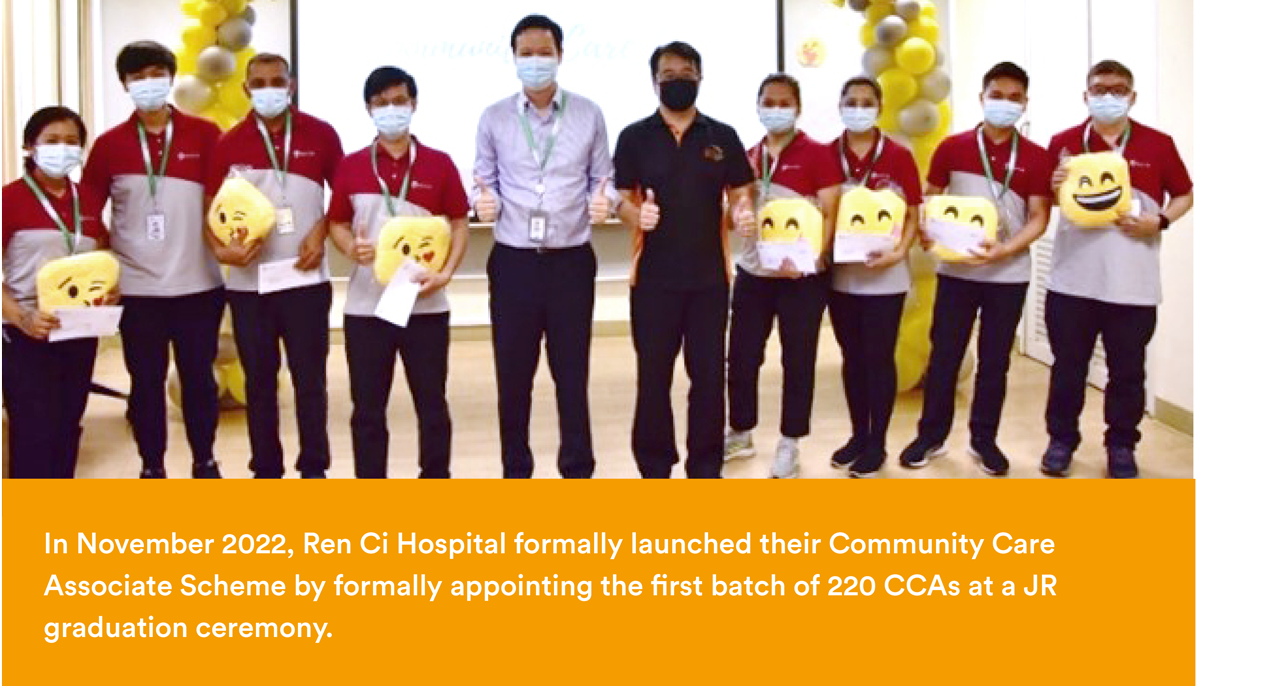 In November 2022, Ren Ci Hospital formally launched their Community Care
Associate Scheme by formally appointing the first batch of 220 CCAs at a JR
graduation ceremony.